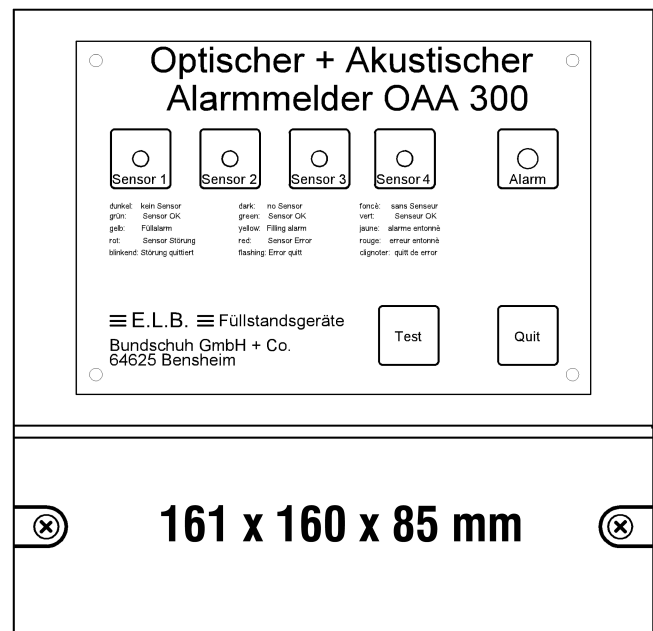 Optischer + Akustischer
Alarmmelder OAA 300
Sensor 1 Sensor 2 Sensor 3 Sensor 4 Alarm
dunkel: kein Sensor dark: no Sensor foncè: sans Senseur
grün: Sensor OK green: Sensor OK vert: Senseur OK
gelb: Füllalarm yellow: Filling alarm jaune: alarme entonnè
rot: Sensor Störung red: Sensor Error rouge: erreur entonnè
blinkend: Störung quittiert flashing: Error quitt clignoter: quitt de error
E.L.B. Füllstandsgeräte
Bundschuh GmbH + Co.
64625 Bensheim
Test Quit
161 x 160 x 85 mm